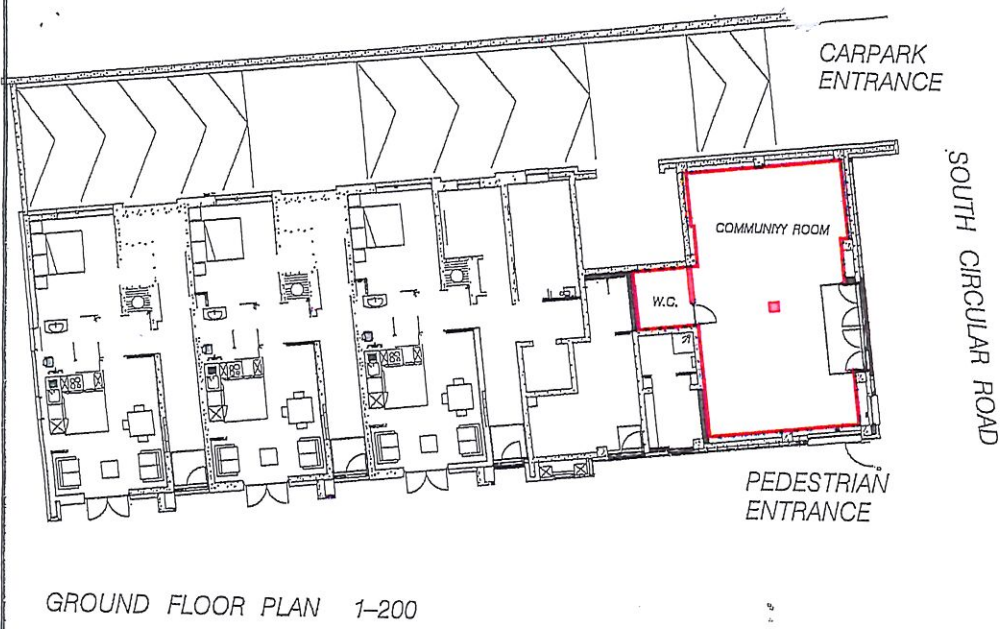 CARPARK
ENTRANCE
SOUTH CIRCULAR ROAD
COMMUNIYY ROOM
W.C.
PEDESTRIAN
ENTRANCE
GROUND FLOOR PLAN 1-200